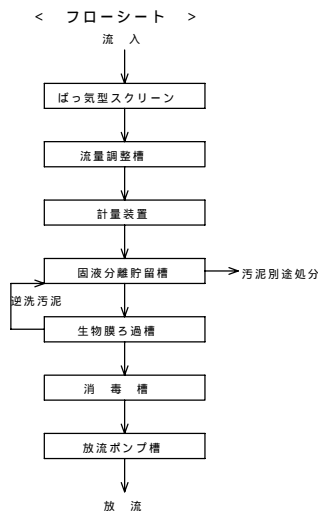 < フローシート >
流 入
ばっ気型スクリーン
流量調整槽
計量装置
固液分離貯留槽
汚泥別途処分
逆洗汚泥
生物膜ろ過槽
消 毒 槽
放流ポンプ槽
放 流